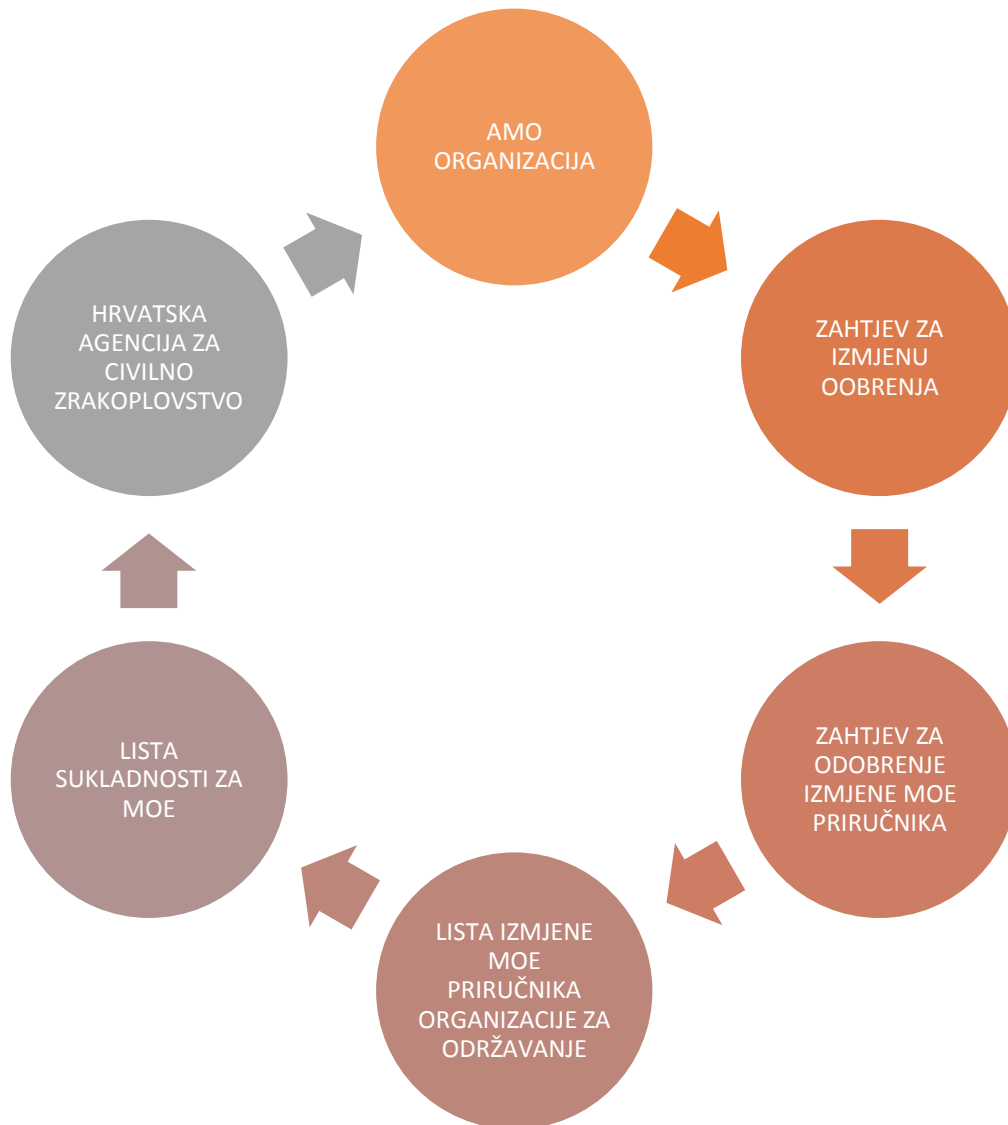 AMO
ORGANIZACIJA
ZAHTJEV ZA
IZMJENU
OOBRENJA
ZAHTJEV ZA
ODOBRENJE
IZMJENE MOE
PRIRUČNIKA
LISTA IZMJENE
MOE
PRIRUČNIKA
ORGANIZACIJE ZA
ODRŽAVANJE
LISTA
SUKLADNOSTI ZA
MOE
HRVATSKA
AGENCIJA ZA
CIVILNO
ZRAKOPLOVSTVO